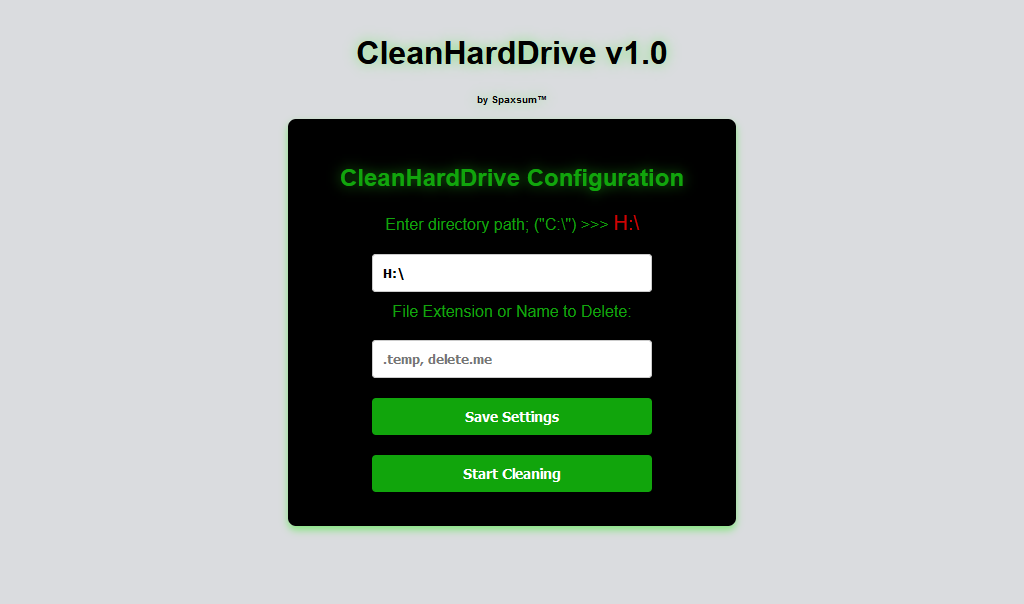 CleanHardDrive v1.0
by Spaxsum™
CleanHardDrive Configuration
Enter directory path; ("C:\") >>> H:\
H:\
File Extension or Name to Delete:
.temp, delete.me
Save Settings
Start Cleaning